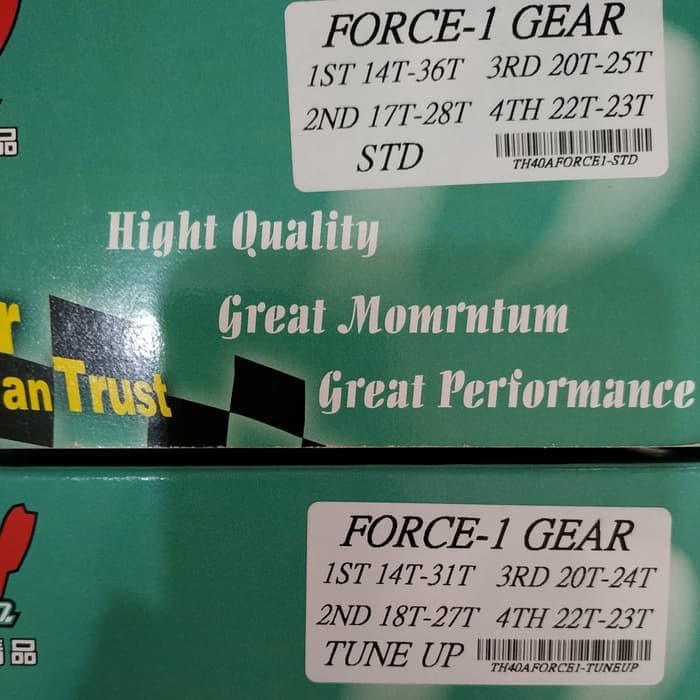 FORCE-1 GEAR
1ST 14T-36T 3RD 20T-25T
2ND 17T-28T 4TH 22T-23T
STD
TH40AFORCE1-STD
品
Hight Quality
Great Momrntum
r
an Trust
Great Performance
FORCE-1 GEAR
1ST 14T-31T 3RD 20T-24T
2ND 18T-27T 4TH 22T-23T
TUNE UP
TH40AFORCE1-TUNEUP
品